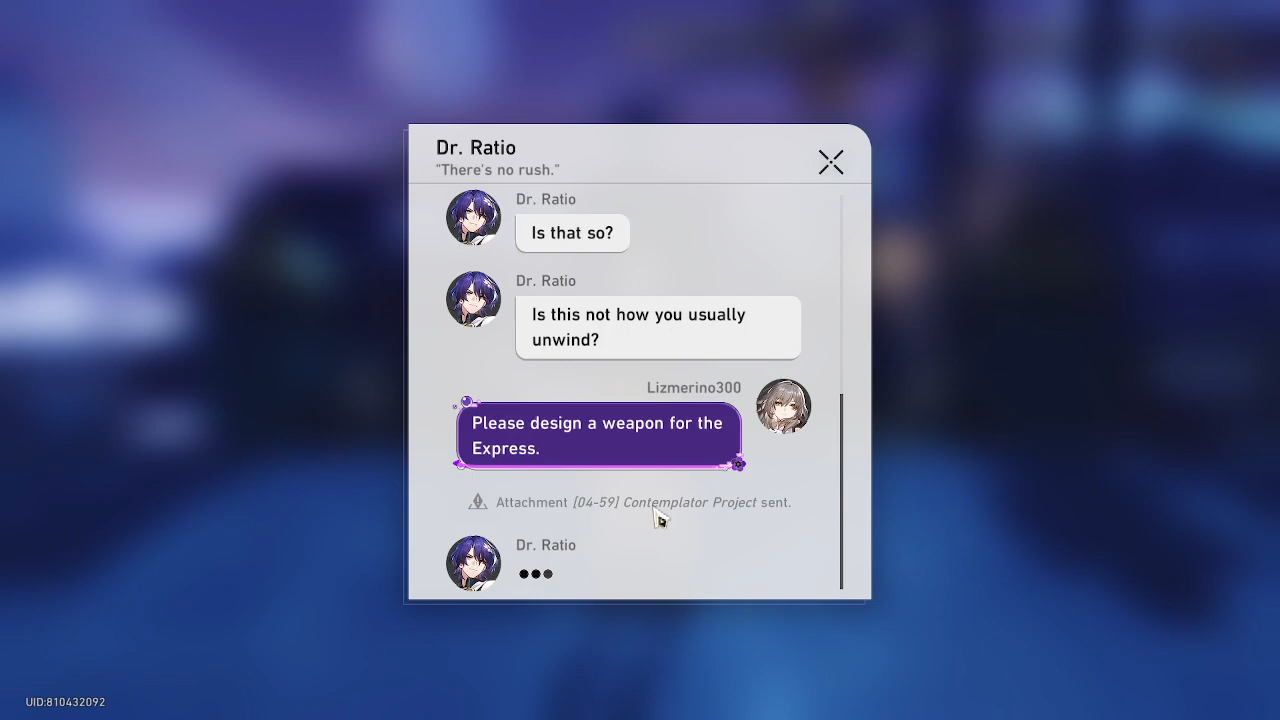 Dr. Ratio
"There's no rush."
Dr. Ratio
Is that so?
Dr. Ratio
Is this not how you usually
unwind?
Lizmerino300
Please design a weapon for the
Express.
Attachment [04-59] Contemplator Project sent.
Dr. Ratio
UID:810432092